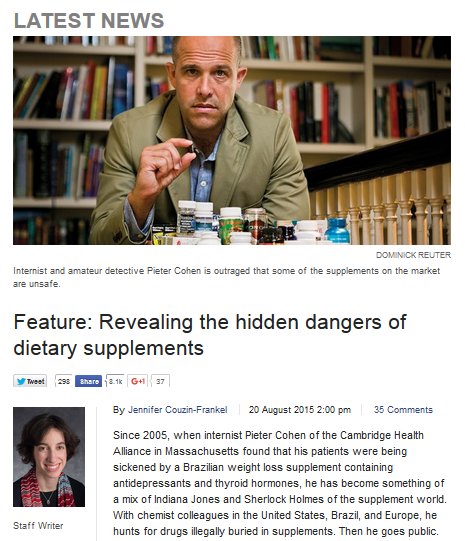 LATEST NEWS
DOMINICK REUTER
Internist and amateur detective Pieter Cohen is outraged that some of the supplements on the market
are unsafe.
Feature: Revealing the hidden dangers of
dietary supplements
Tweet 298 Share 8.1k G+1 37
By Jennifer Couzin-Frankel 20 August 2015 2:00 pm 35 Comments
Since 2005, when internist Pieter Cohen of the Cambridge Health
Alliance in Massachusetts found that his patients were being
sickened by a Brazilian weight loss supplement containing
antidepressants and thyroid hormones, he has become something of
a mix of Indiana Jones and Sherlock Holmes of the supplement world.
With chemist colleagues in the United States, Brazil, and Europe, he
hunts for drugs illegally buried in supplements. Then he goes public.
Staff Writer